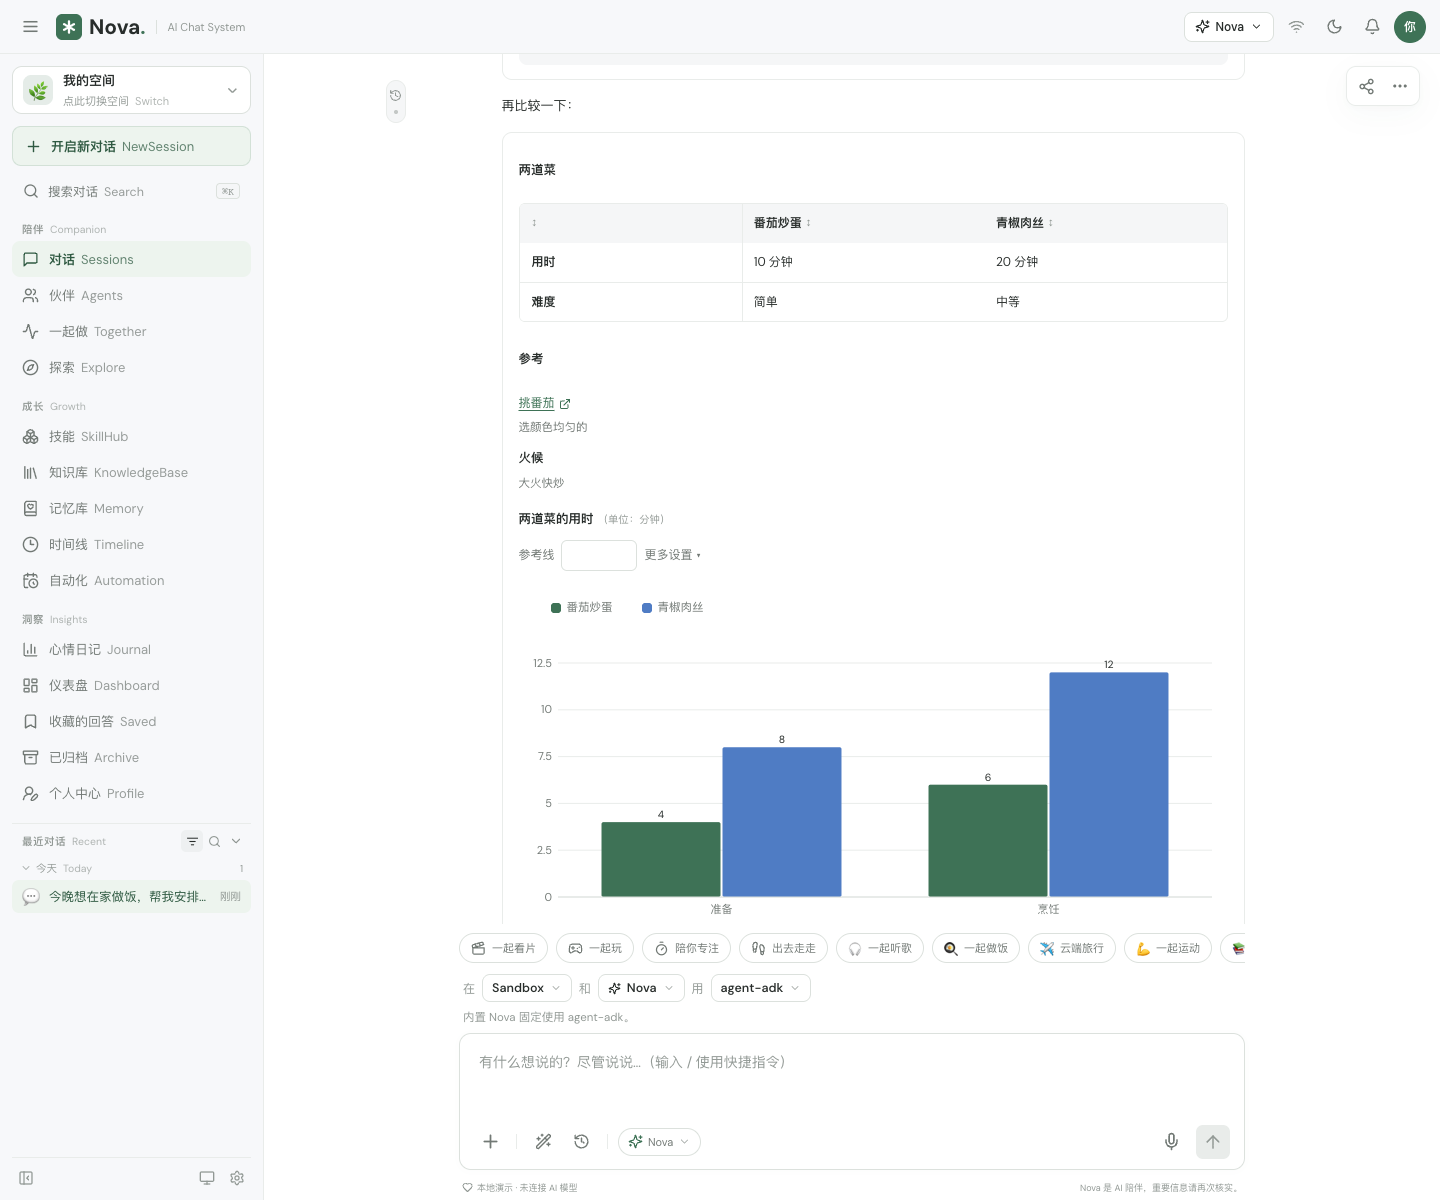 Nova. AI Chat System
Nova
你
我的空间
点此切换空间 Switch
开启新对话 NewSession
搜索对话 Search ⌘K
陪伴 Companion
对话 Sessions
伙伴 Agents
一起做 Together
探索 Explore
成长 Growth
技能 SkillHub
知识库 KnowledgeBase
记忆库 Memory
时间线 Timeline
自动化 Automation
洞察 Insights
心情日记 Journal
仪表盘 Dashboard
收藏的回答 Saved
已归档 Archive
个人中心 Profile
最近对话 Recent
今天 Today 1
今晚想在家做饭，帮我安排... 刚刚
再比较一下：
两道菜
番茄炒蛋 青椒肉丝
用时 10 分钟 20 分钟
难度 简单 中等
参考
挑番茄
选颜色均匀的
火候
大火快炒
两道菜的用时 （单位：分钟）
参考线 更多设置
番茄炒蛋 青椒肉丝
12.5
10
7.5
5
2.5
0
4
8
6
12
准备 烹饪
一起看片 一起玩 陪你专注 出去走走 一起听歌 一起做饭 云端旅行 一起运动
在 Sandbox 和 Nova 用 agent-adk
内置 Nova 固定使用 agent-adk。
有什么想说的？尽管说说...（输入 / 使用快捷指令）
Nova
本地演示 · 未连接 AI 模型
Nova 是 AI 陪伴，重要信息请再次核实。